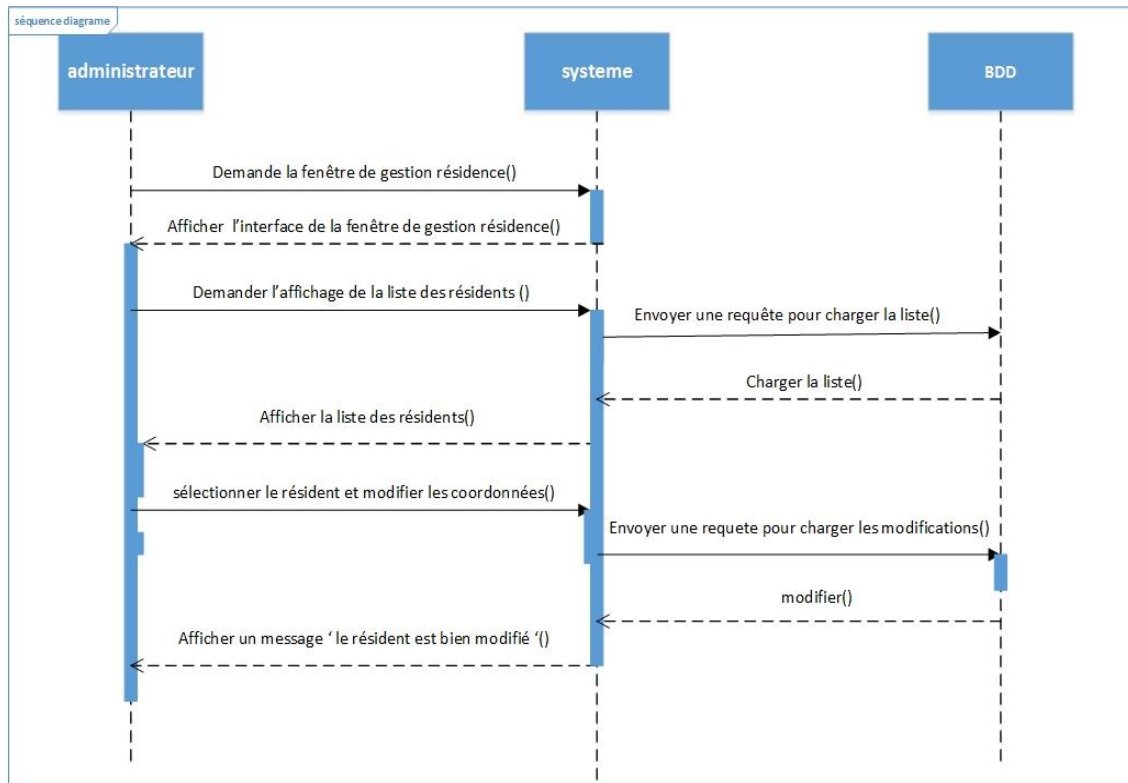 séquence diagrame
administrateur
systeme
BDD
Demande la fenêtre de gestion résidence()
Afficher l'interface de la fenêtre de gestion résidence()
Demander l'affichage de la liste des résidents ()
Envoyer une requête pour charger la liste()
Charger la liste()
Afficher la liste des résidents()
sélectionner le résident et modifier les coordonnées()
Envoyer une requete pour charger les modifications()
modifier()
Afficher un message ‘ le résident est bien modifié ‘()